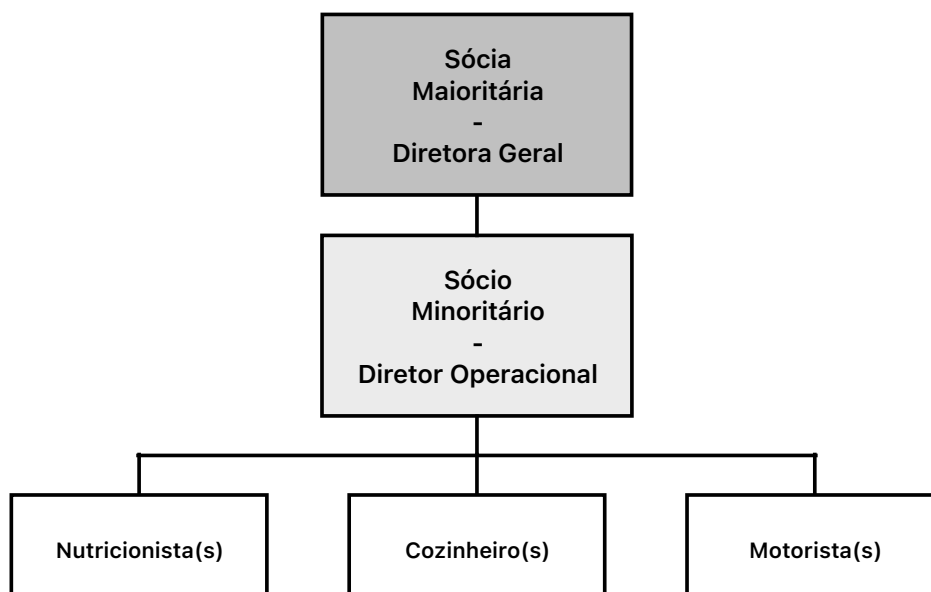 Sócia
Maioritária
-
Diretora Geral
Sócio
Minoritário
-
Diretor Operacional
Nutricionista(s)
Cozinheiro(s)
Motorista(s)